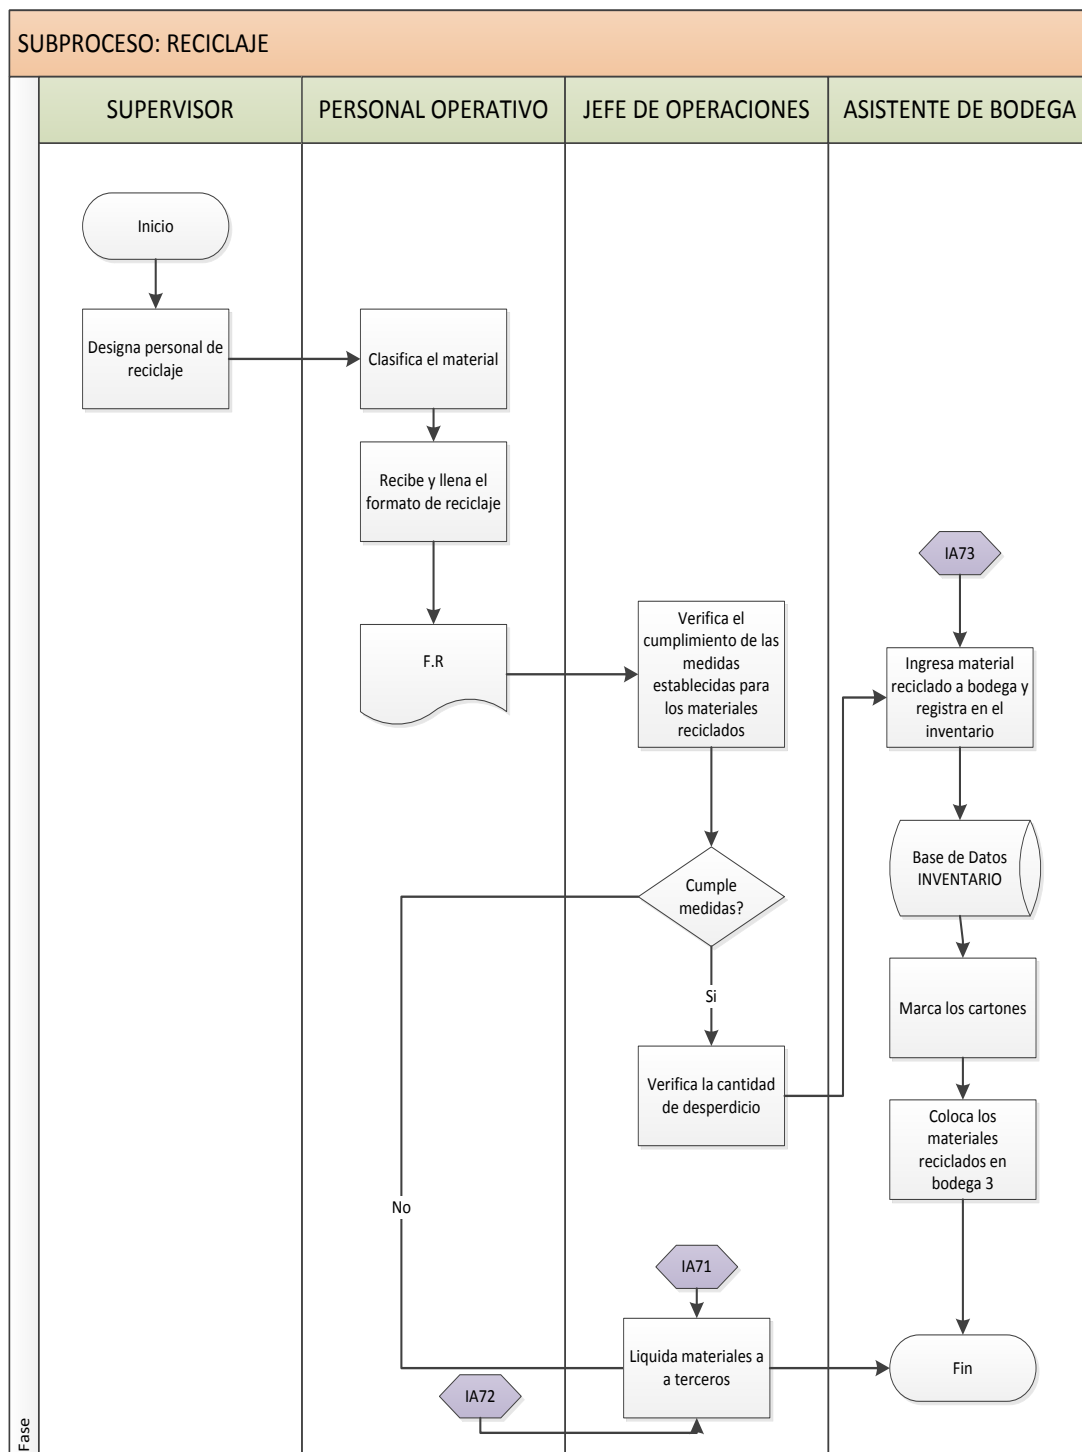 SUBPROCESO: RECICLAJE
SUPERVISOR
PERSONAL OPERATIVO
JEFE DE OPERACIONES
ASISTENTE DE BODEGA
Inicio
Designa personal de
reciclaje
Clasifica el material
Recibe y llena el
formato de reciclaje
F.R
Verifica el
cumplimiento de las
medidas
establecidas para
los materiales
reciclados
Cumple
medidas?
Si
Verifica la cantidad
de desperdicio
No
IA71
Liquida materiales a
a terceros
IA72
IA73
Ingresa material
reciclado a bodega y
registra en el
inventario
Base de Datos
INVENTARIO
Marca los cartones
Coloca los
materiales
reciclados en
bodega 3
Fin
Fase